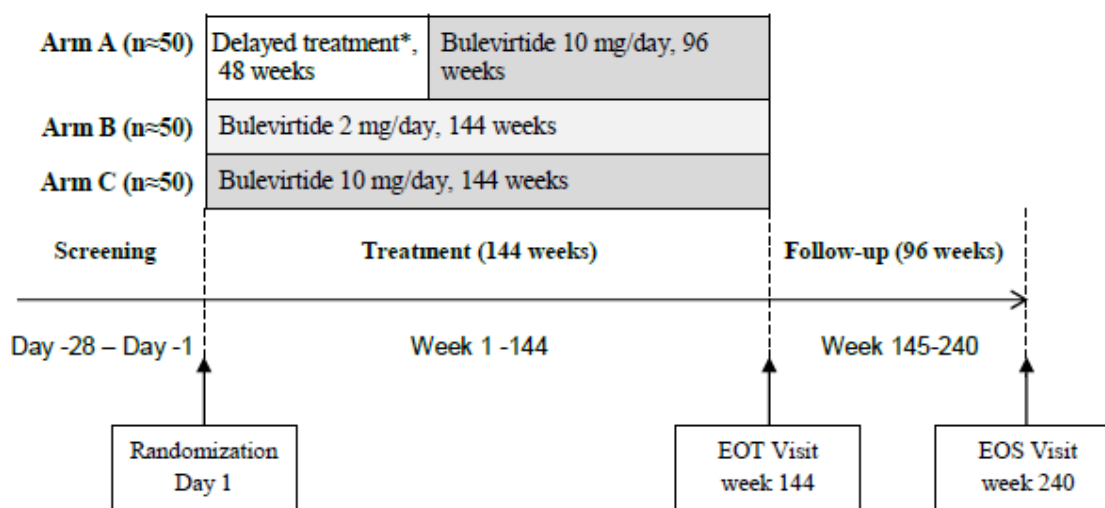 Arm A (n≈50)
Delayed treatment*,
48 weeks
Bulevirtide 10 mg/day, 96
weeks
Arm B (n≈50)
Bulevirtide 2 mg/day, 144 weeks
Arm C (n≈50)
Bulevirtide 10 mg/day, 144 weeks
Screening
Treatment (144 weeks)
Follow-up (96 weeks)
Day -28 – Day -1
Week 1 -144
Week 145-240
Randomization
Day 1
EOT Visit
week 144
EOS Visit
week 240